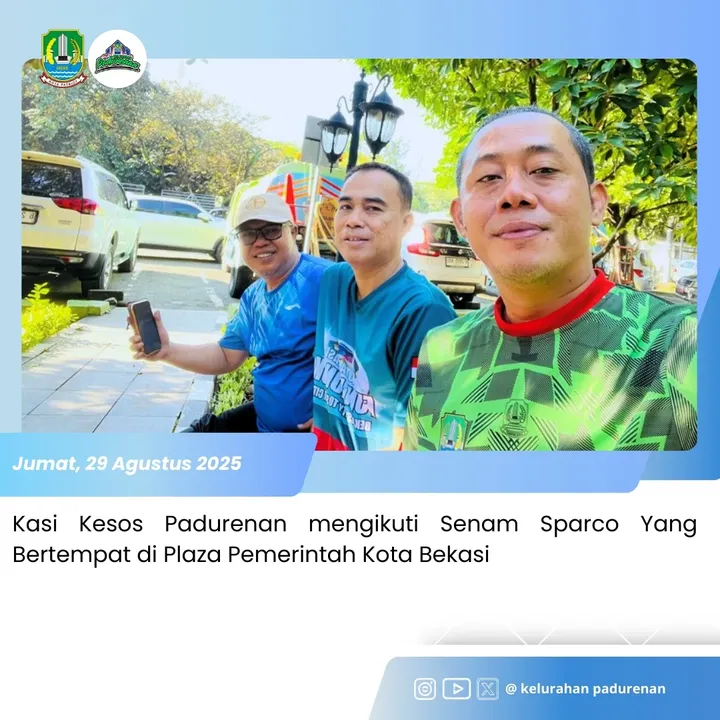 Jumat, 29 Agustus 2025
Kasi Kesos Padurenan mengikuti Senam Sparco Yang
Bertempat di Plaza Pemerintah Kota Bekasi
@ kelurahan padurenan